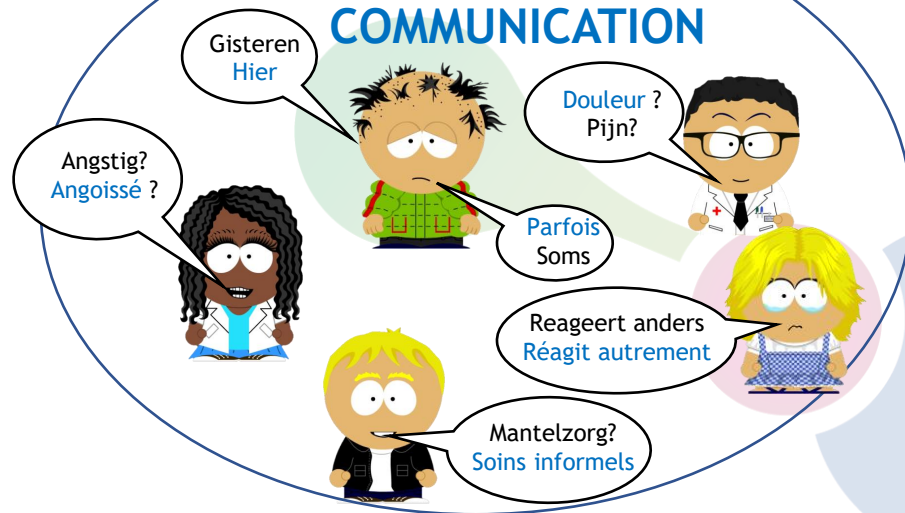 COMMUNICATION
Gisteren
Hier
Douleur ?
Pijn?
Angstig?
Angoissé ?
Parfois
Soms
Reageert anders
Réagit autrement
Mantelzorg?
Soins informels